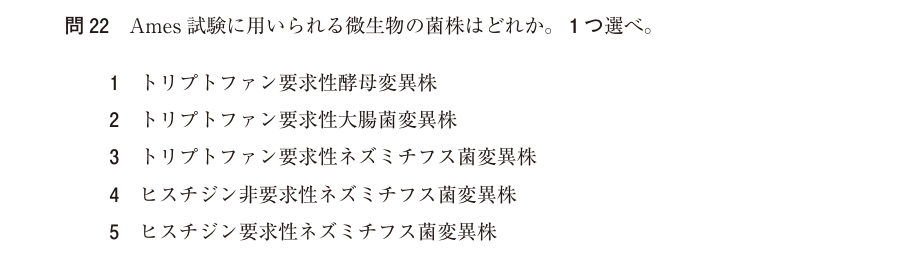 問 22 Ames 試験に用いられる微生物の菌株はどれか。1つ選べ。
1 トリプトファン要求性酵母変異株
2 トリプトファン要求性大腸菌変異株
3 トリプトファン要求性ネズミチフス菌変異株
4 ヒスチジン非要求性ネズミチフス菌変異株
5 ヒスチジン要求性ネズミチフス菌変異株